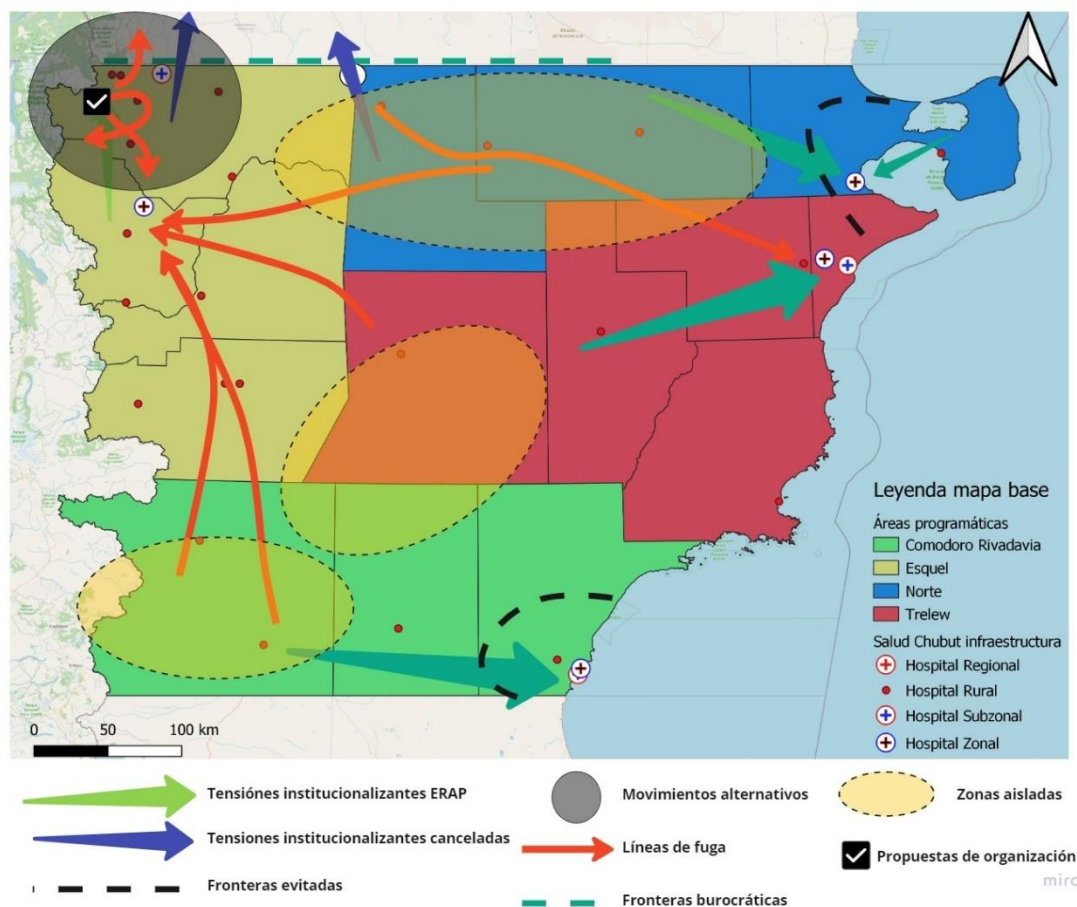 Leyenda mapa base
Áreas programáticas
Comodoro Rivadavia
Esquel
Norte
Trelew
Salud Chubut infraestructura
Hospital Regional
Hospital Rural
Hospital Subzonal
Hospital Zonal
0 50 100 km
Tensiónes institucionalizantes ERAP
Movimientos alternativos
Zonas aisladas
Tensiones institucionalizantes canceladas
Líneas de fuga
Propuestas de organización
Fronteras evitadas
Fronteras burocráticas
miro